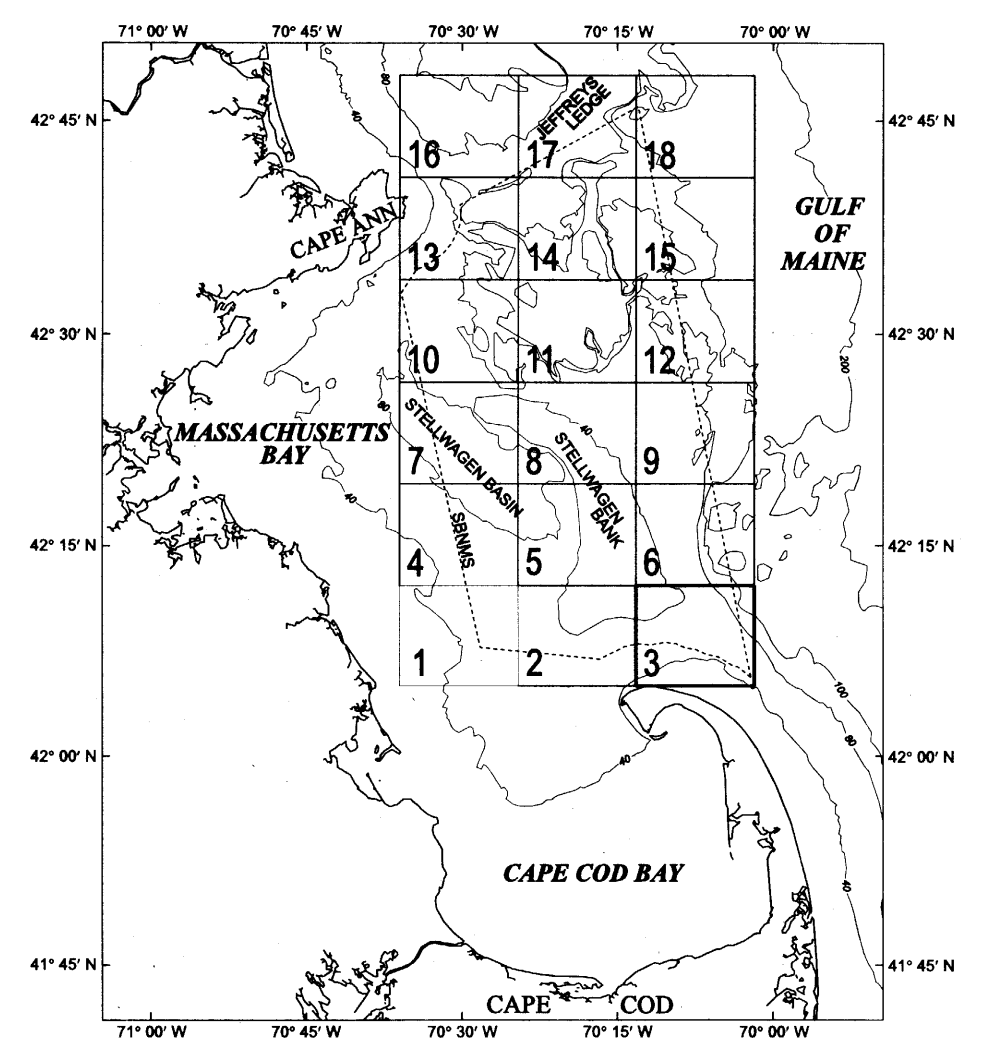 71° 00' W 70° 45' W 70° 30' W 70° 15' W 70° 00' W
80
40
42° 45' N 42° 45' N
JEFFREYS
LEDGE
16 17 18
CAPE ANN
GULF
OF
MAINE
13 14 15
42° 30' N 42° 30' N
10 11 12
200
80
STELLWAGEN BASIN
40
MASSACHUSETTS
BAY
STELLWAGEN
BANK
7 8 9
40
SBNMS
42° 15' N 42° 15' N
4 5 6
1 2 3
100
80
42° 00' N 42° 00' N
40
CAPE COD BAY
40
41° 45' N 41° 45' N
CAPE COD
71° 00' W 70° 45' W 70° 30' W 70° 15' W 70° 00' W